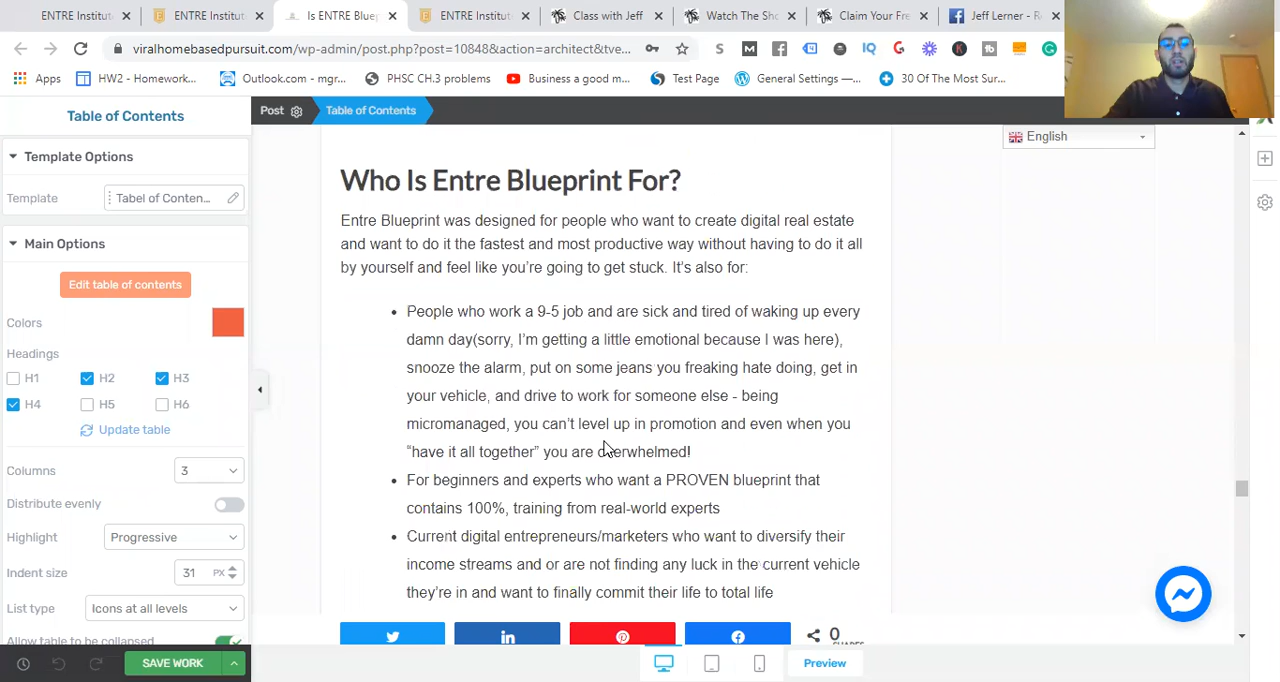 ENTRE Institut
ENTRE Institut
Is ENTRE Blue
ENTRE Institut
Class with Jeff
Watch The Sho
Claim Your Fre
Jeff Lerner - R
viralhomebasedpursuit.com/wp-admin/post.php?post=10848&action=architect&tve...
Apps
HW2 - Homework...
Outlook.com - mgr...
PHSC CH.3 problems
Business a good m...
Test Page
General Settings —...
30 Of The Most Sur...
Table of Contents
Post
Table of Contents
English
Template Options
Template
Tabel of Conten...
Main Options
Edit table of contents
Colors
Headings
H1
H2
H3
H4
H5
H6
Update table
Columns
3
Distribute evenly
Highlight
Progressive
Indent size
31
PX
List type
Icons at all levels
Allow table to be collapsed
SAVE WORK
Who Is Entre Blueprint For?
Entre Blueprint was designed for people who want to create digital real estate
and want to do it the fastest and most productive way without having to do it all
by yourself and feel like you're going to get stuck. It's also for:
People who work a 9-5 job and are sick and tired of waking up every
damn day(sorry, I'm getting a little emotional because I was here),
snooze the alarm, put on some jeans you freaking hate doing, get in
your vehicle, and drive to work for someone else - being
micromanaged, you can't level up in promotion and even when you
“have it all together” you are overwhelmed!
For beginners and experts who want a PROVEN blueprint that
contains 100%, training from real-world experts
Current digital entrepreneurs/marketers who want to diversify their
income streams and or are not finding any luck in the current vehicle
they're in and want to finally commit their life to total life
0
SHARES
Preview